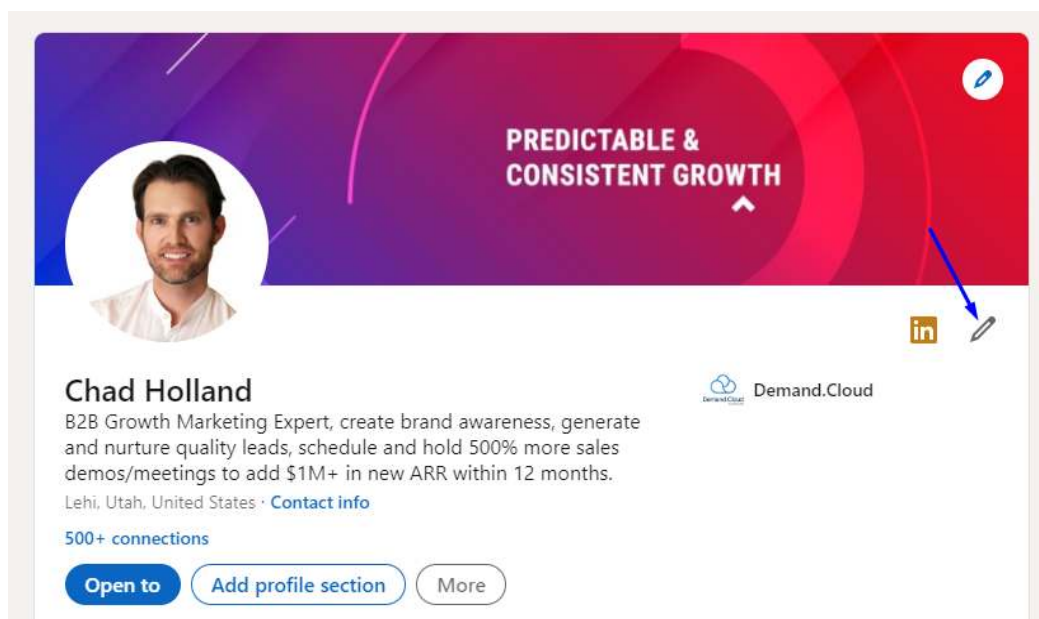 PREDICTABLE &
CONSISTENT GROWTH
in
Chad Holland
Demand.Cloud
Demand.Cloud
B2B Growth Marketing Expert, create brand awareness, generate
and nurture quality leads, schedule and hold 500% more sales
demos/meetings to add $1M+ in new ARR within 12 months.
Lehi, Utah, United States · Contact info
500+ connections
Open to
Add profile section
More